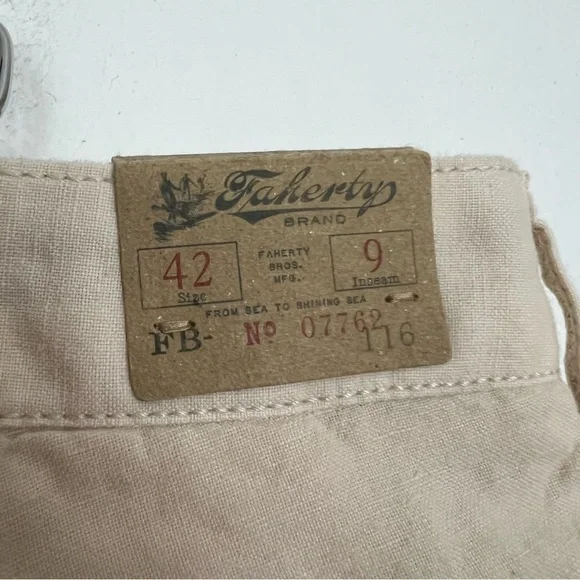 Faherty
BRAND
42
Size
FAHERTY
BROS.
MFG.
9
Inseam
FROM SEA TO SHINING SEA
FB- Nº 07762
116